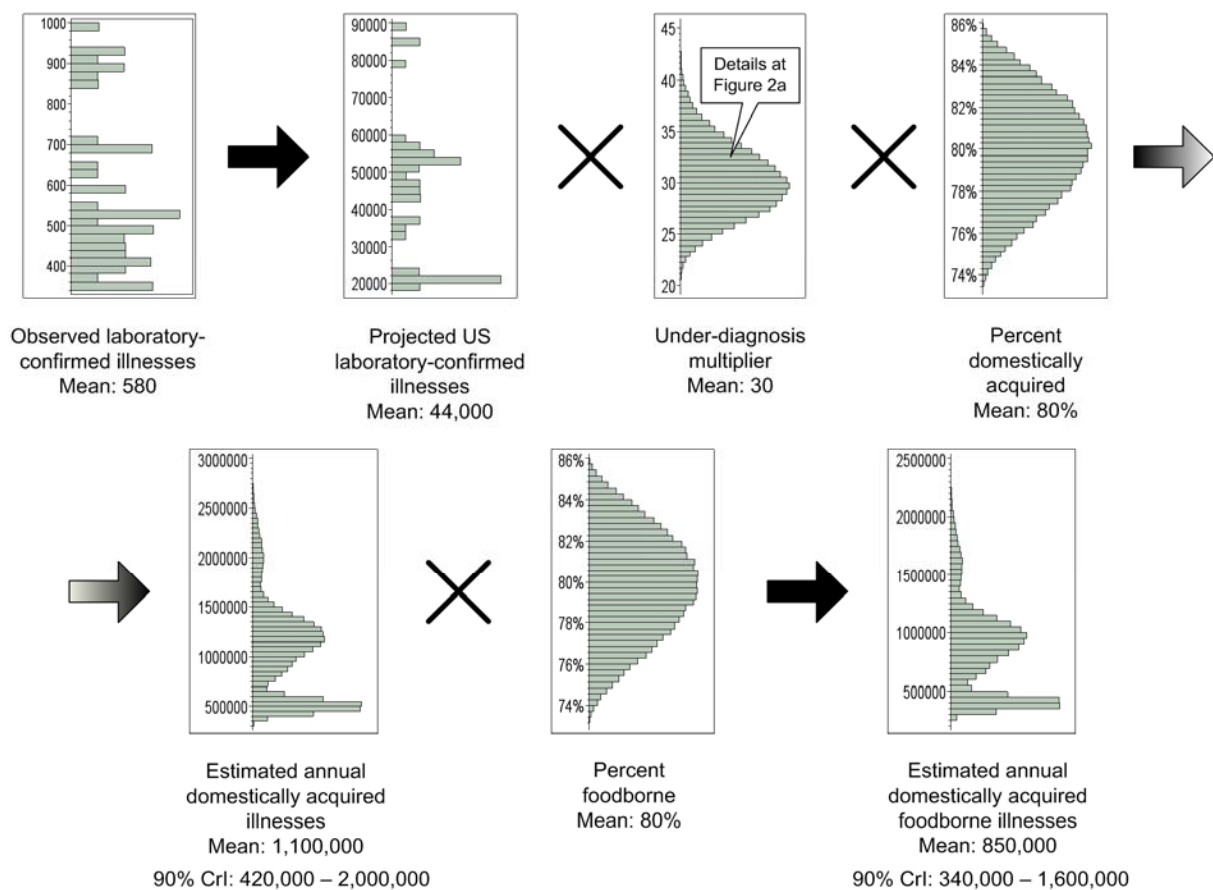 1000
900
800
700
600
500
400
90000
80000
70000
60000
50000
40000
30000
20000
45
40
35
30
25
20
Details at
Figure 2a
86%
84%
82%
80%
78%
76%
74%
Observed laboratory-
confirmed illnesses
Mean: 580
Projected US
laboratory-confirmed
illnesses
Mean: 44,000
Under-diagnosis
multiplier
Mean: 30
Percent
domestically
acquired
Mean: 80%
3000000
2500000
2000000
1500000
1000000
500000
86%
84%
82%
80%
78%
76%
74%
2500000
2000000
1500000
1000000
500000
Estimated annual
domestically acquired
illnesses
Mean: 1,100,000
90% CrI: 420,000 – 2,000,000
Percent
foodborne
Mean: 80%
Estimated annual
domestically acquired
foodborne illnesses
Mean: 850,000
90% CrI: 340,000 – 1,600,000